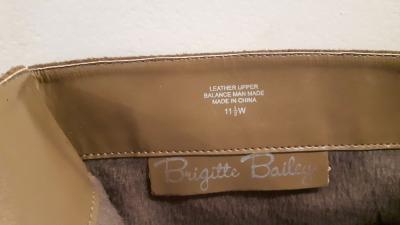 LEATHER UPPER
BALANCE MAN MADE
MADE IN CHINA
11 ½ W
Brigitte Bailey